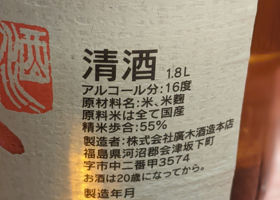 清酒 1.8L
アルコール分:16度
原材料名:米、米麹
原料米は全て国産
精米歩合:55%
製造者:株式会社廣木酒造本店
福島県河沼郡会津坂下町
字市中二番甲3574
お酒は20歳になってから。
製造年月
酒